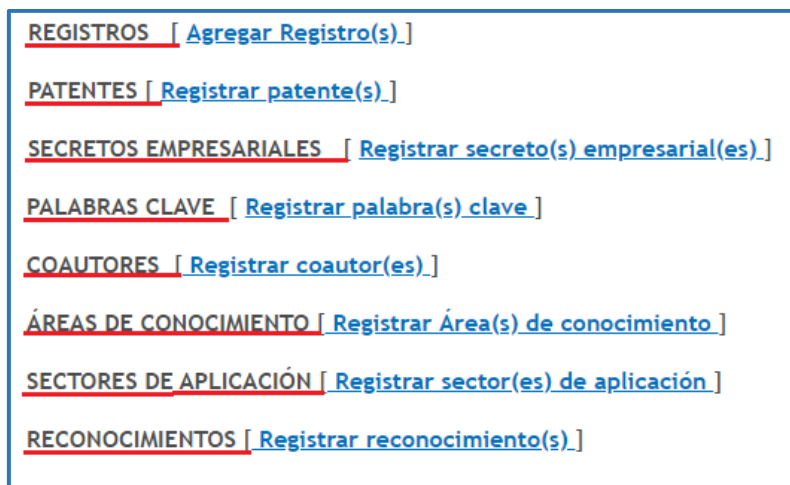 REGISTROS [ Agregar Registro(s) ]
PATENTES [ Registrar patente(s) ]
SECRETOS EMPRESARIALES [ Registrar secreto(s) empresarial(es) ]
PALABRAS CLAVE [ Registrar palabra(s) clave ]
COAUTORES [ Registrar coautor(es) ]
ÁREAS DE CONOCIMIENTO [ Registrar Área(s) de conocimiento ]
SECTORES DE APLICACIÓN [ Registrar sector(es) de aplicación ]
RECONOCIMIENTOS [ Registrar reconocimiento(s) ]